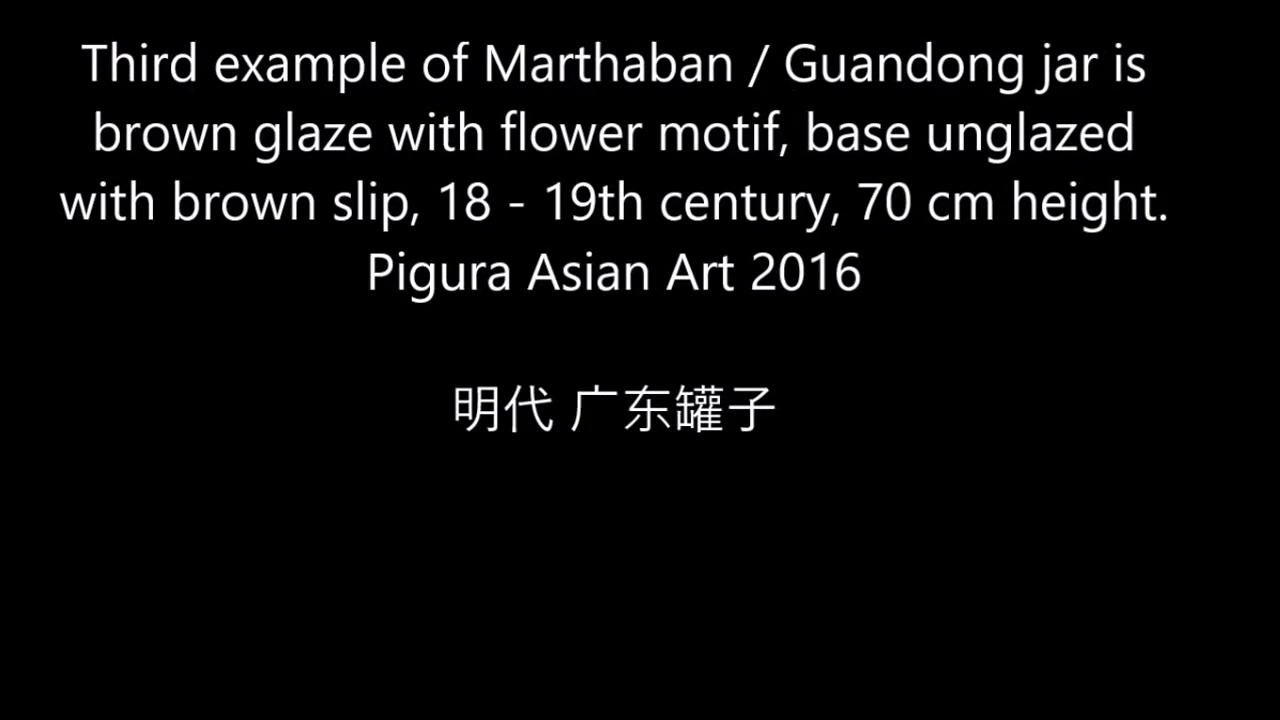 Third example of Marthaban / Guandong jar is
brown glaze with flower motif, base unglazed
with brown slip, 18 - 19th century, 70 cm height.
Pigura Asian Art 2016
明代 广东罐子